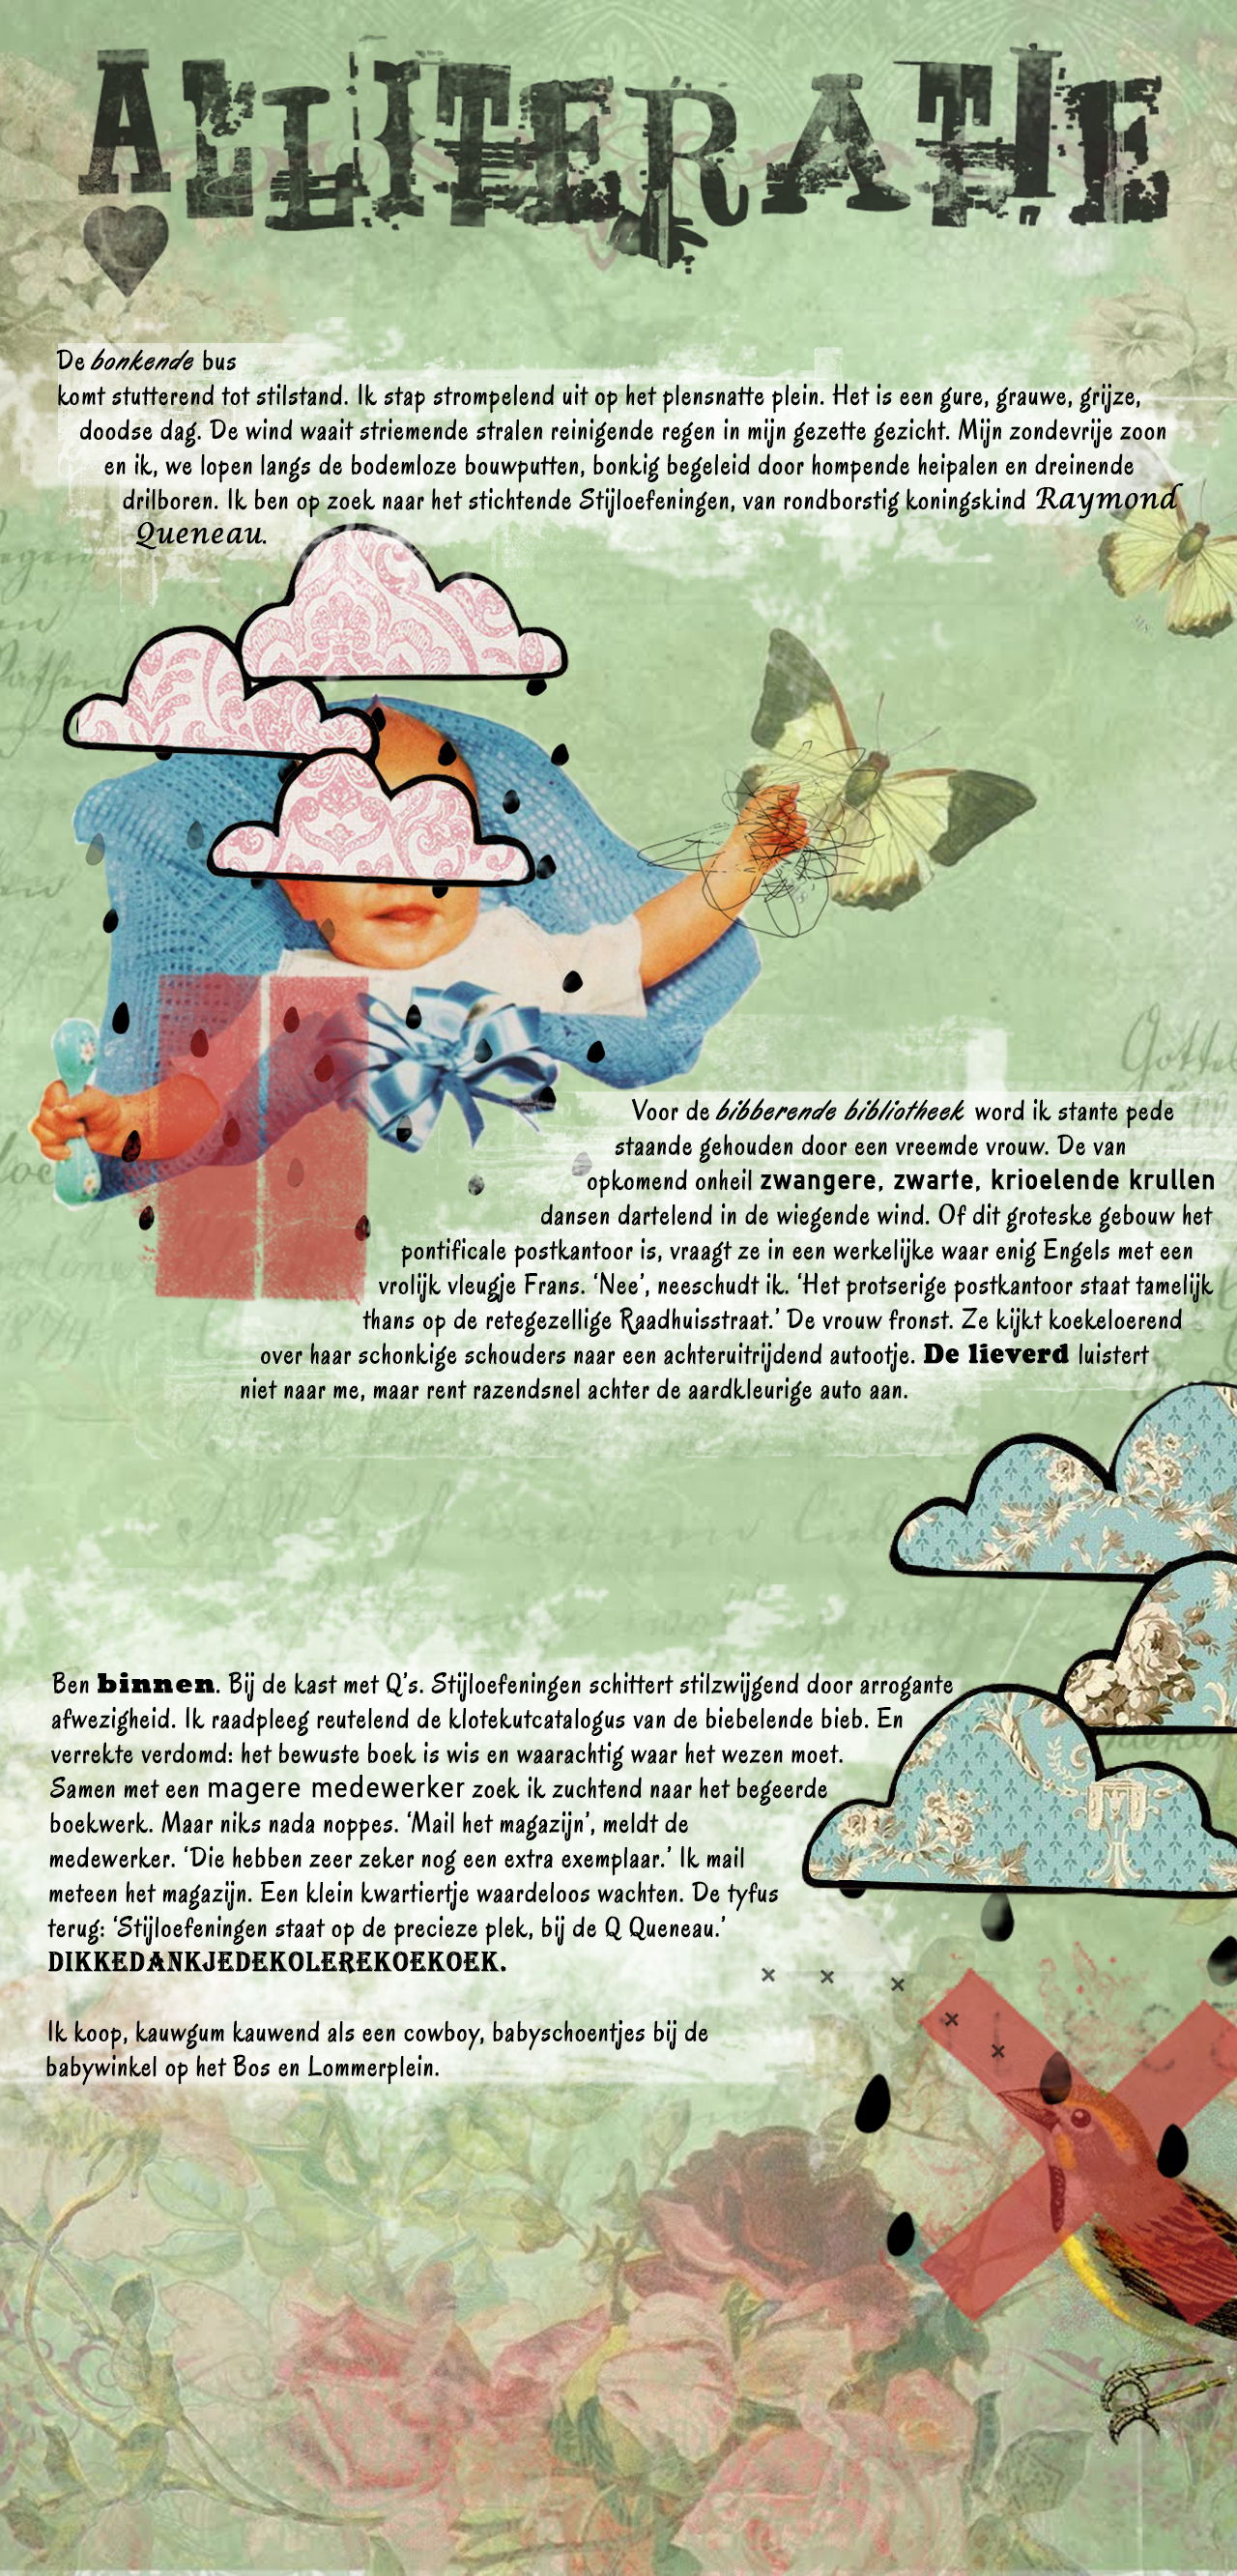 ALLITERATIE
De bonkende bus
komt stutterend tot stilstand. Ik stap strompelend uit op het plensnatte plein. Het is een gure, grauwe, grijze,
doodse dag. De wind waait striemende stralen reinigende regen in mijn gezette gezicht. Mijn zondevrije zoon
en ik, we lopen langs de bodemloze bouwputten, bonkig begeleid door hompende heipalen en dreinende
drilboren. Ik ben op zoek naar het stichtende Stijloefeningen, van rondborstig koningskind Raymond
Queneau.
Gotte
Voor de bibberende bibliotheek word ik stante pede
staande gehouden door een vreemde vrouw. De van
opkomend onheil zwangere, zwarte, krioelende krullen
dansen dartelend in de wiegende wind. Of dit groteske gebouw het
pontificale postkantoor is, vraagt ze in een werkelijke waar enig Engels met een
vrolijk vleugje Frans. ‘Nee’, neeschudt ik. ‘Het protserige postkantoor staat tamelijk
thans op de retegezellige Raadhuisstraat.’ De vrouw fronst. Ze kijkt koekeloerend
over haar schonkige schouders naar een achteruitrijdend autootje. De lieverd luistert
niet naar me, maar rent razendsnel achter de aardkleurige auto aan.
Ben binnen. Bij de kast met Q’s. Stijloefeningen schittert stilzwijgend door arrogante
afwezigheid. Ik raadpleeg reutelend de klotekutcatalogus van de biebelende bieb. En
verrekte verdomd: het bewuste boek is wis en waarachtig waar het wezen moet.
Samen met een magere medewerker zoek ik zuchtend naar het begeerde
boekwerk. Maar niks nada noppes. ‘Mail het magazijn’, meldt de
medewerker. ‘Die hebben zeer zeker nog een extra exemplaar.’ Ik mail
meteen het magazijn. Een klein kwartiertje waardeloos wachten. De tyfus
terug: ‘Stijloefeningen staat op de precieze plek, bij de Q Queneau.’
DIKKEDANKJEDEKOLEREKOEKOEK.
Ik koop, kauwgum kauwend als een cowboy, babyschoentjes bij de
babywinkel op het Bos en Lommerplein.